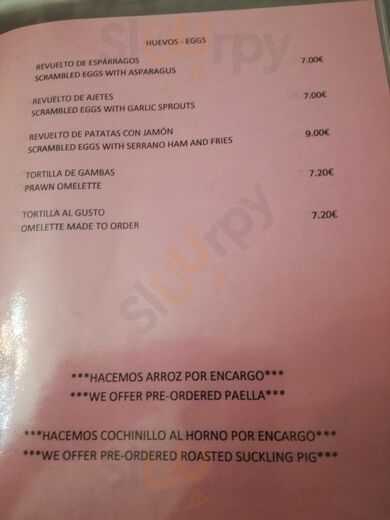 HUEVOS - EGGS
REVUELTO DE ESPÁRRAGOS 7.00€
SCRAMBLED EGGS WITH ASPARAGUS
REVUELTO DE AJETES 7.00€
SCRAMBLED EGGS WITH GARLIC SPROUTS
REVUELTO DE PATATAS CON JAMÓN 9.00€
SCRAMBLED EGGS WITH SERRANO HAM AND FRIES
TORTILLA DE GAMBAS 7.20€
PRAWN OMELETTE
TORTILLA AL GUSTO 7.20€
OMELETTE MADE TO ORDER
***HACEMOS ARROZ POR ENCARGO***
***WE OFFER PRE-ORDERED PAELLA***
***HACEMOS COCHINILLO AL HORNO POR ENCARGO***
***WE OFFER PRE-ORDERED ROASTED SUCKLING PIG***
sluurpy
sluurpy
sluurpy